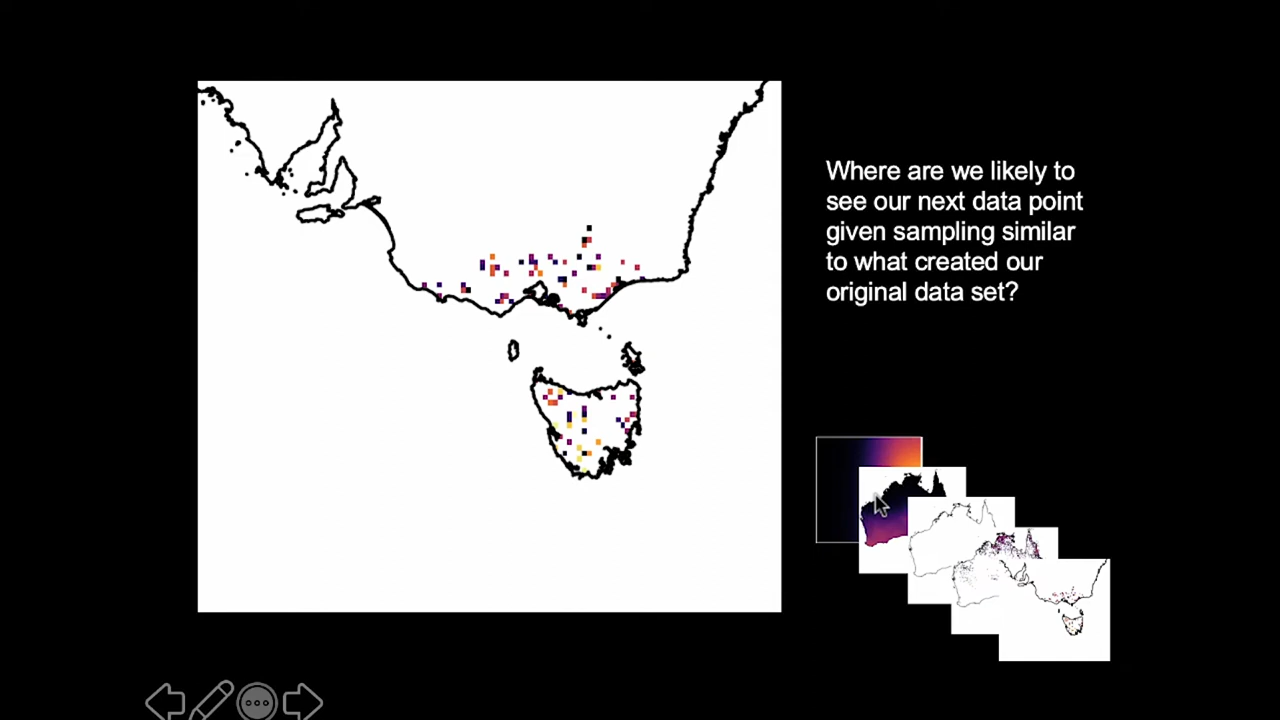 Where are we likely to
see our next data point
given sampling similar
to what created our
original data set?